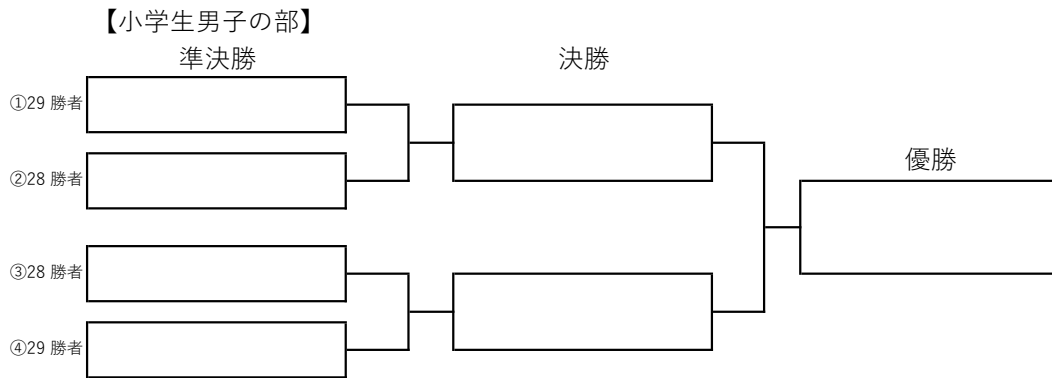 【小学生男子の部】
準決勝
決勝
①29 勝者
②28 勝者
優勝
③28 勝者
④29 勝者